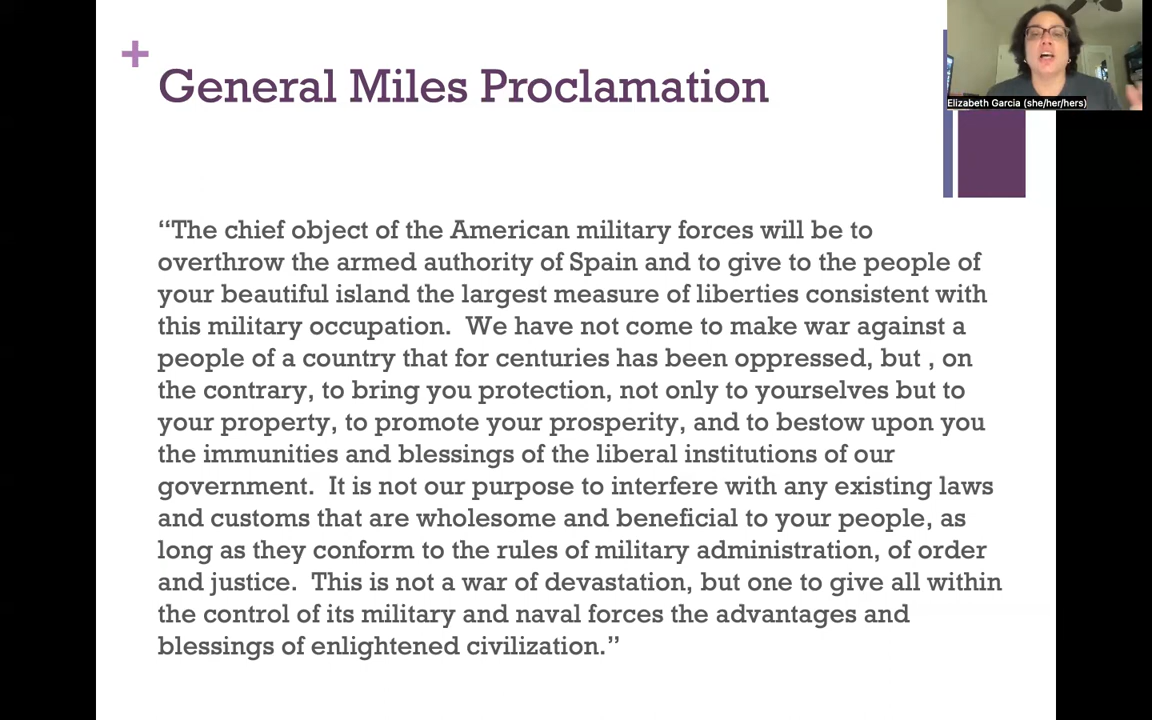 +
General Miles Proclamation
Elizabeth Garcia (she/her/hers)
“The chief object of the American military forces will be to
overthrow the armed authority of Spain and to give to the people of
your beautiful island the largest measure of liberties consistent with
this military occupation.  We have not come to make war against a
people of a country that for centuries has been oppressed, but , on
the contrary, to bring you protection, not only to yourselves but to
your property, to promote your prosperity, and to bestow upon you
the immunities and blessings of the liberal institutions of our
government.  It is not our purpose to interfere with any existing laws
and customs that are wholesome and beneficial to your people, as
long as they conform to the rules of military administration, of order
and justice.  This is not a war of devastation, but one to give all within
the control of its military and naval forces the advantages and
blessings of enlightened civilization.”